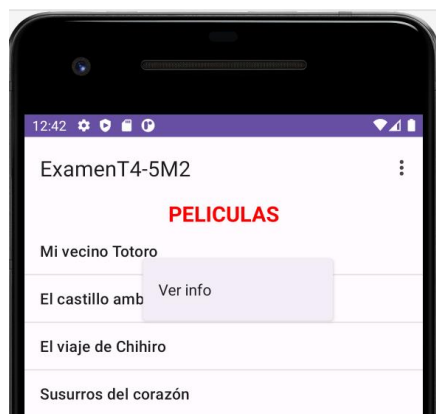 12:42
ExamenT4-5M2
PELICULAS
Mi vecino Totoro
El castillo amb
Ver info
El viaje de Chihiro
Susurros del corazón